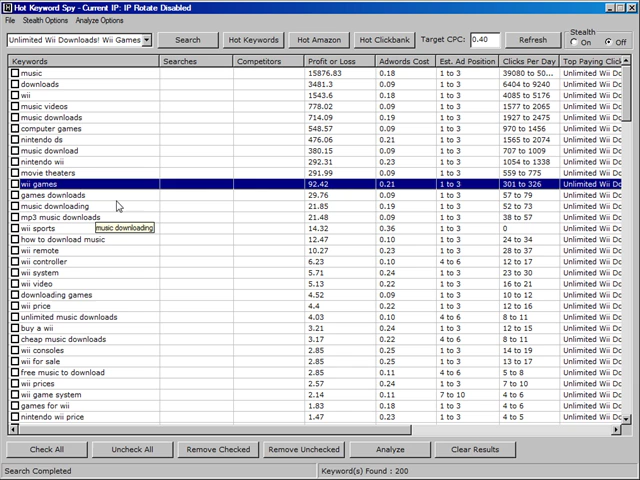 Hot Keyword Spy - Current IP: IP Rotate Disabled
File Stealth Options Analyze Options
Unlimited Wii Downloads! Wii Games Search Hot Keywords Hot Amazon Hot Clickbank Target CPC: 0.40 Refresh Stealth On Off
Keywords Searches Competitors Profit or Loss Adwords Cost Est. Ad Position Clicks Per Day Top Paying Click
music 15876.83 0.18 1 to 3 39080 to 50... Unlimited Wii Do
downloads 3481.3 0.09 1 to 3 6404 to 9240 Unlimited Wii Do
wii 1543.6 0.18 1 to 3 4085 to 5176 Unlimited Wii Do
music videos 778.02 0.09 1 to 3 1577 to 2065 Unlimited Wii Do
music downloads 714.09 0.19 1 to 3 1927 to 2475 Unlimited Wii Do
computer games 548.57 0.09 1 to 3 970 to 1456 Unlimited Wii Do
nintendo ds 476.06 0.21 1 to 3 1565 to 2074 Unlimited Wii Do
music download 380.15 0.09 1 to 3 707 to 1009 Unlimited Wii Do
nintendo wii 292.31 0.23 1 to 3 1054 to 1338 Unlimited Wii Do
movie theaters 291.99 0.09 1 to 3 559 to 775 Unlimited Wii Do
wii games 92.42 0.21 1 to 3 301 to 326 Unlimited Wii Do
games downloads 29.76 0.09 1 to 3 57 to 79 Unlimited Wii Do
music downloading 21.85 0.19 1 to 3 52 to 73 Unlimited Wii Do
mp3 music downloads 21.48 0.09 1 to 3 38 to 57 Unlimited Wii Do
wii sports music downloading 14.32 0.36 1 to 3 0 Unlimited Wii Do
how to download music 12.47 0.10 1 to 3 24 to 34 Unlimited Wii Do
wii remote 10.27 0.23 1 to 3 28 to 37 Unlimited Wii Do
wii controller 6.23 0.10 4 to 6 12 to 17 Unlimited Wii Do
wii system 5.71 0.24 1 to 3 23 to 30 Unlimited Wii Do
wii video 5.13 0.22 1 to 3 16 to 21 Unlimited Wii Do
downloading games 4.52 0.09 1 to 3 10 to 12 Unlimited Wii Do
wii price 4.4 0.22 1 to 3 12 to 16 Unlimited Wii Do
unlimited music downloads 4.03 0.10 4 to 6 8 to 11 Unlimited Wii Do
buy a wii 3.21 0.24 1 to 3 12 to 15 Unlimited Wii Do
cheap music downloads 3.17 0.22 4 to 6 8 to 11 Unlimited Wii Do
wii consoles 2.85 0.25 1 to 3 14 to 19 Unlimited Wii Do
wii for sale 2.85 0.25 1 to 3 13 to 17 Unlimited Wii Do
free music to download 2.85 0.11 4 to 6 5 to 8 Unlimited Wii Do
wii prices 2.57 0.24 1 to 3 7 to 10 Unlimited Wii Do
wii game system 2.14 0.11 7 to 10 4 to 6 Unlimited Wii Do
games for wii 1.83 0.18 1 to 3 4 to 6 Unlimited Wii Do
nintendo wii price 1.47 0.23 1 to 3 4 to 5 Unlimited Wii Do
Check All Uncheck All Remove Checked Remove Unchecked Analyze Clear Results
Search Completed Keyword(s) Found : 200